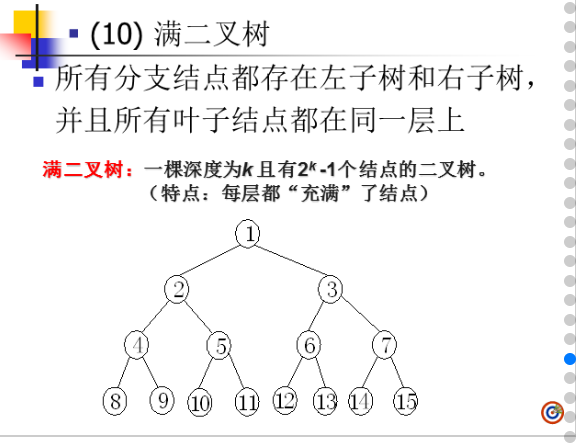 (10) 满二叉树
所有分支结点都存在左子树和右子树，
并且所有叶子结点都在同一层上
满二叉树：一棵深度为k 且有2ᵏ-1个结点的二叉树。
（特点：每层都“充满”了结点）
1
2 3
4 5 6 7
8 9 10 11 12 13 14 15